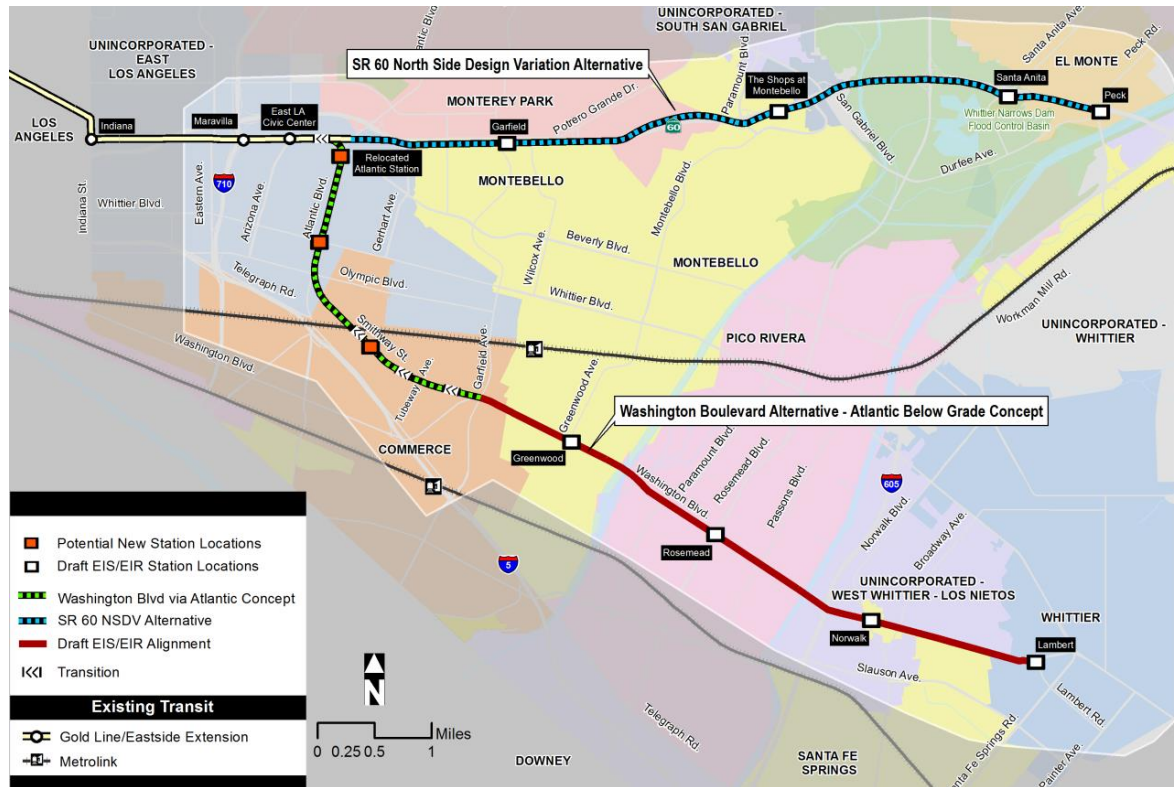 UNINCORPORATED -
SOUTH SAN GABRIEL
UNINCORPORATED -
EAST
LOS ANGELES
Atlantic Blvd
Paramount Blvd
Santa Anita Ave.
Peck Rd.
EL MONTE
SR 60 North Side Design Variation Alternative
The Shops at
Montebello
Santa Anita
Peck
MONTEREY PARK
Potrero Grande Dr.
60
San Gabriel Blvd.
Whittier Narrows Dam
Flood Control Basin
LOS
ANGELES
Indiana
Maravilla
East LA
Civic Center
Garfield
Durfee Ave.
Relocated
Atlantic Station
710
MONTEBELLO
Montebello Blvd.
Indiana St.
Whittier Blvd.
Eastern Ave.
Arizona Ave.
Atlantic Blvd.
Gerhart Ave.
Wilcox Ave.
Beverly Blvd.
MONTEBELLO
Telegraph Rd.
Olympic Blvd.
Whittier Blvd.
Workman Mill Rd.
UNINCORPORATED -
WHITTIER
Washington Blvd.
Smithway St.
Garfield Ave.
PICO RIVERA
Tubeway Ave.
Greenwood Ave.
Washington Boulevard Alternative - Atlantic Below Grade Concept
COMMERCE
Greenwood
Washington Blvd.
Paramount Blvd.
Rosemead Blvd.
Passons Blvd.
605
Norwalk Blvd.
Broadway Ave.
Rosemead
5
UNINCORPORATED -
WEST WHITTIER - LOS NIETOS
WHITTIER
Norwalk
Lambert
Slauson Ave.
Lambert Rd.
Telegraph Rd.
Santa Fe Springs Rd
Painter Ave.
DOWNEY
SANTA FE
SPRINGS
Potential New Station Locations
Draft EIS/EIR Station Locations
Washington Blvd via Atlantic Concept
SR 60 NSDV Alternative
Draft EIS/EIR Alignment
Transition
Existing Transit
Gold Line/Eastside Extension
Metrolink
N
Miles
0 0.25 0.5 1